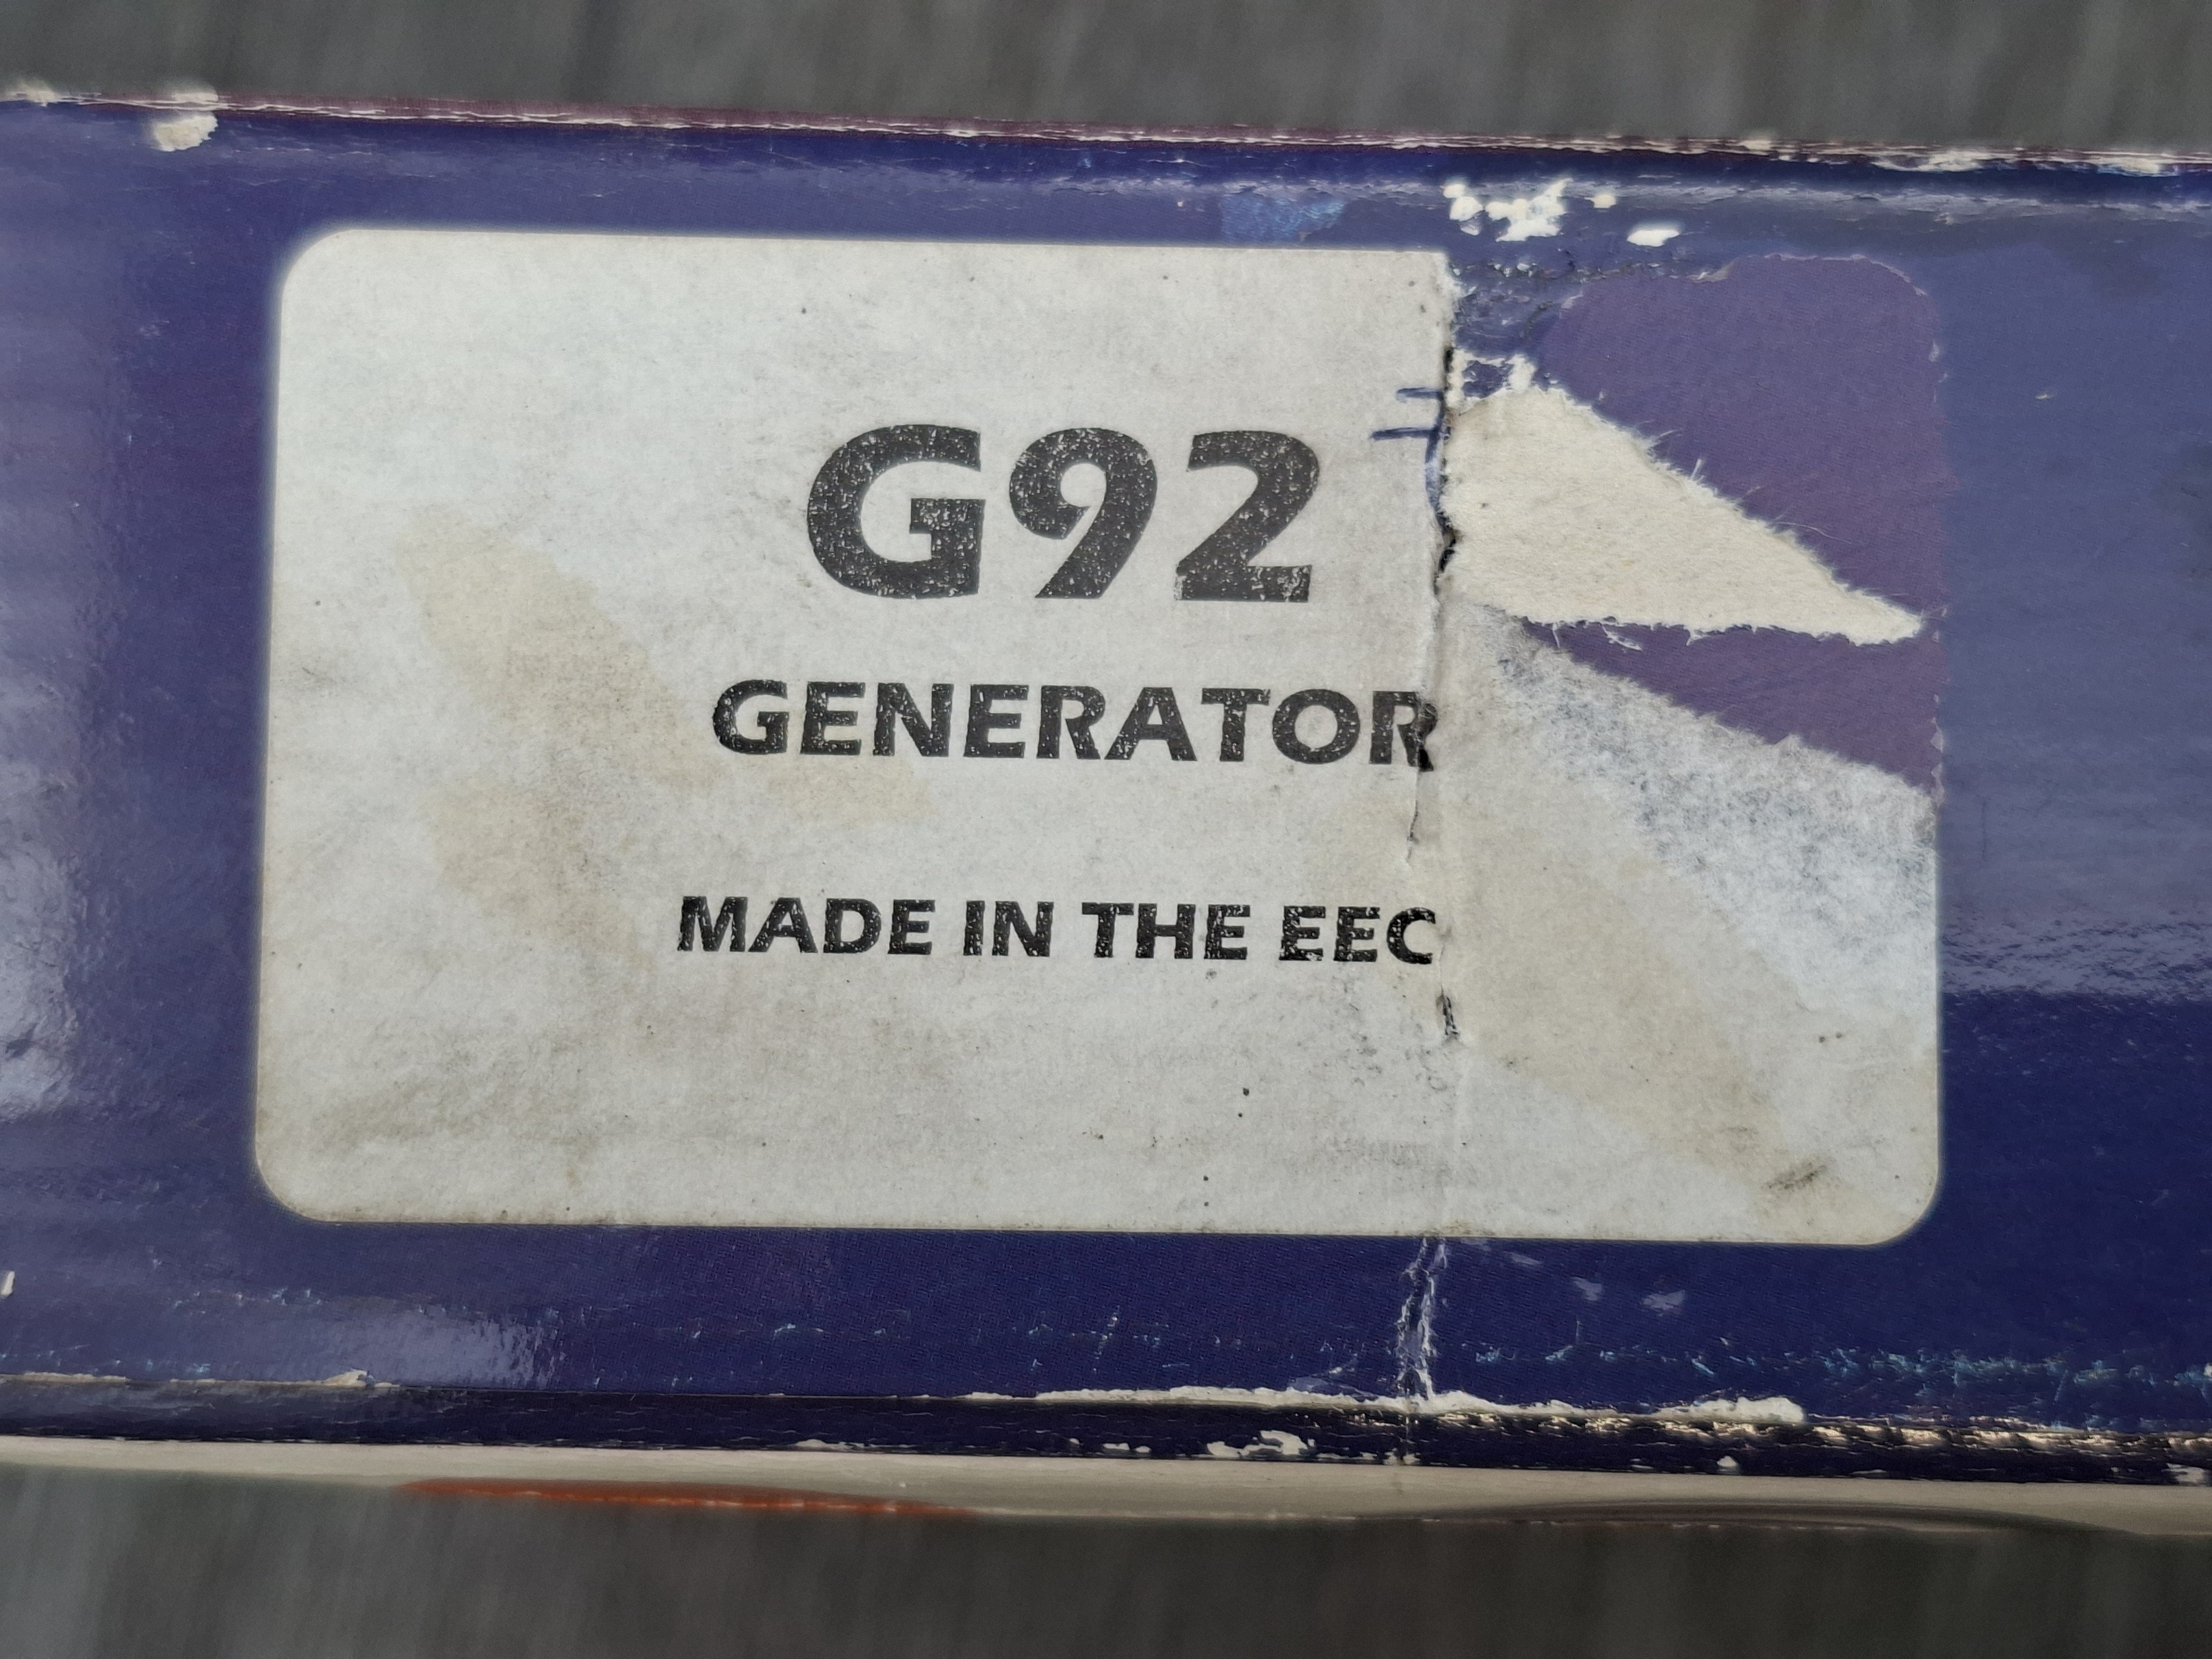 G92
GENERATOR
MADE IN THE EEC